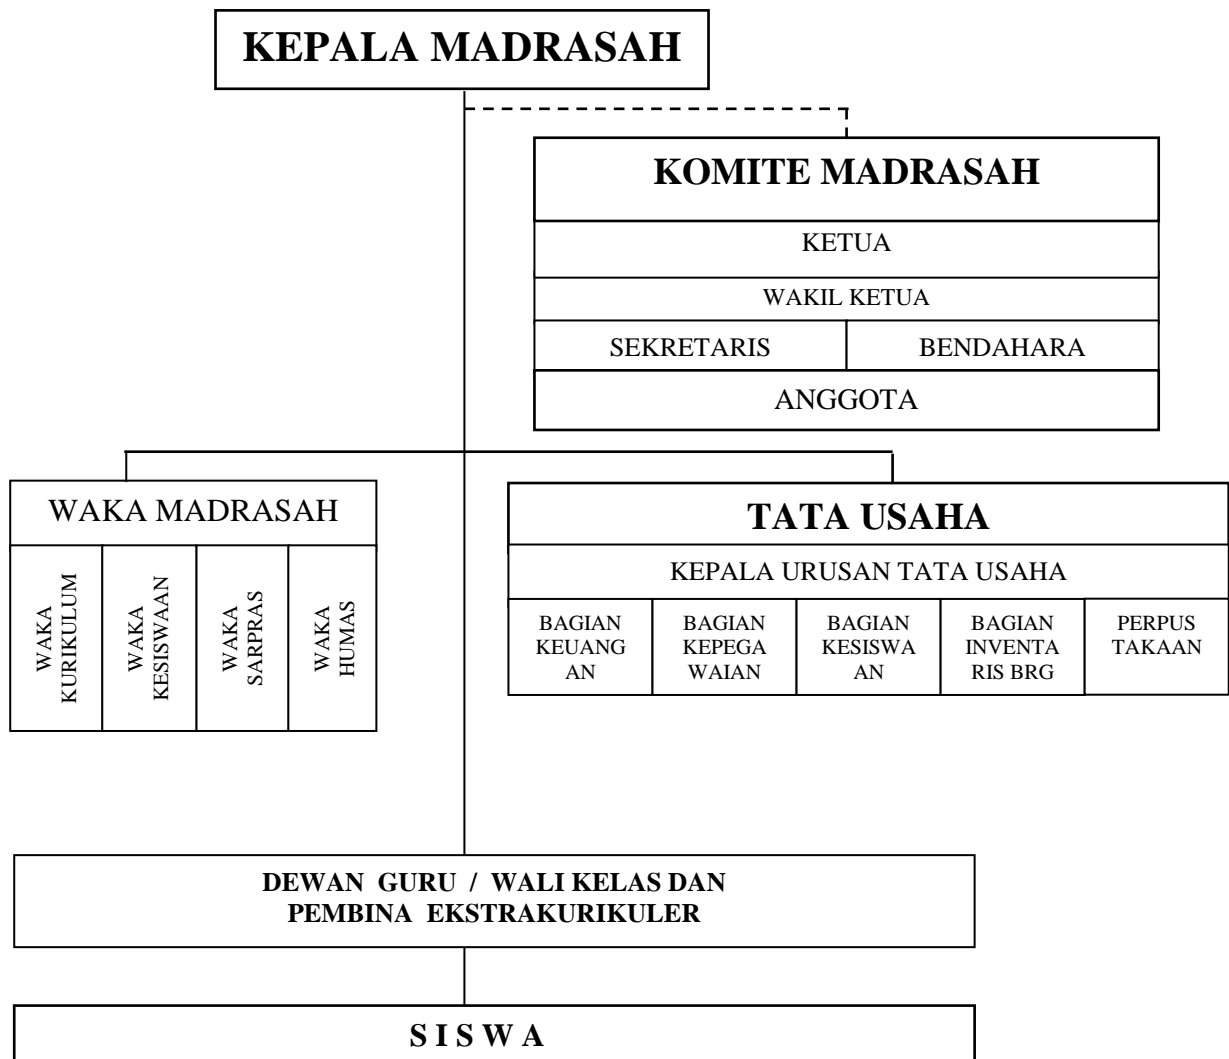 KEPALA MADRASAH
KOMITE MADRASAH
KETUA
WAKIL KETUA
SEKRETARIS
BENDAHARA
ANGGOTA
WAKA MADRASAH
WAKA
KURIKULUM
WAKA
KESISWAAN
WAKA
SARPRAS
WAKA
HUMAS
TATA USAHA
KEPALA URUSAN TATA USAHA
BAGIAN
KEUANG
AN
BAGIAN
KEPEGA
WAIAN
BAGIAN
KESISWA
AN
BAGIAN
INVENTA
RIS BRG
PERPUS
TAKAAN
DEWAN GURU / WALI KELAS DAN
PEMBINA EKSTRAKURIKULER
S I S W A